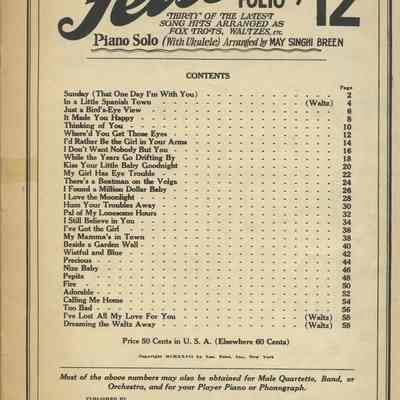 FOLIO
12
THIRTY OF THE LATEST
SONG HITS ARRANGED AS
FOX TROTS, WALTZES, ETC.
Piano Solo (With Ukulele) Arranged by MAY SINGHI BREEN
CONTENTS
Page
Sunday (That One Day I'm With You) - 2
In a Little Spanish Town - (Waltz) 4
Just a Bird's-Eye View - 6
It Made You Happy - 8
Thinking of You - 10
Where'd You Get Those Eyes - 12
I'd Rather Be the Girl in Your Arms - 14
I Don't Want Nobody But You - 16
While the Years Go Drifting By - 18
Kiss Your Little Baby Goodnight - 20
My Girl Has Eye Trouble - 22
There's a Boatman on the Volga - 24
I Found a Million Dollar Baby - 26
I Love the Moonlight - 28
Hum Your Troubles Away - 30
Pal of My Lonesome Hours - 32
I Still Believe in You - 34
I've Got the Girl - 36
My Mamma's in Town - 38
Beside a Garden Wall - 40
Wistful and Blue - 42
Precious - 44
Nize Baby - 46
Pepita - 48
Fire - 50
Adorable - 52
Calling Me Home - 54
Too Bad - 56
I've Lost All My Love For You (Waltz) 58
Dreaming the Waltz Away - (Waltz) 58
Price 50 Cents in U. S. A. (Elsewhere 60 Cents)
Copyright MCMXXVII by Leo. Feist, Inc., New York
Most of the above numbers may also be obtained for Male Quartette, Band, or
Orchestra, and for your Player Piano or Phonograph.